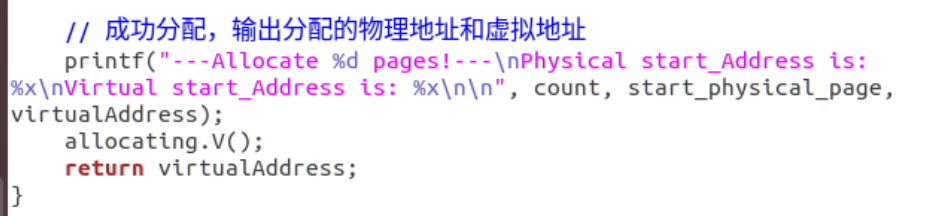 // 成功分配，输出分配的物理地址和虚拟地址
printf("---Allocate %d pages!---\nPhysical start_Address is:
%x\nVirtual start_Address is: %x\n\n", count, start_physical_page,
virtualAddress);
allocating.V();
return virtualAddress;
}